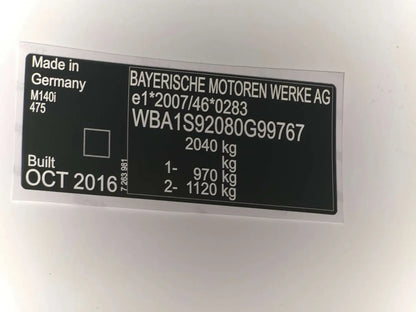 Made in
Germany
M140i
475
Built
OCT 2016
7 263 981
BAYERISCHE MOTOREN WERKE AG
e1*2007/46*0283
WBA1S92080G99767
2040 kg
kg
1- 970 kg
2- 1120 kg